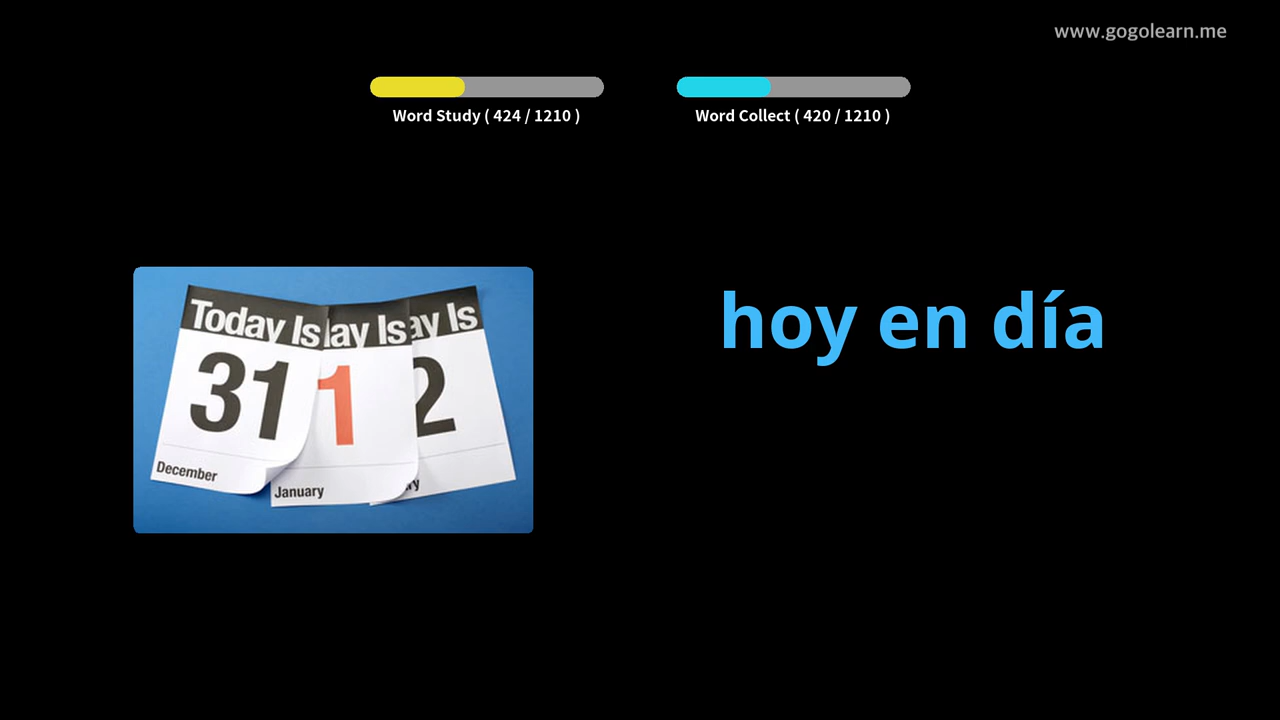 www.gogolearn.me
Word Study ( 424 / 1210 )
Word Collect ( 420 / 1210 )
Today Is
ay Is
ay Is
31
1
2
December
January
ry
hoy en día